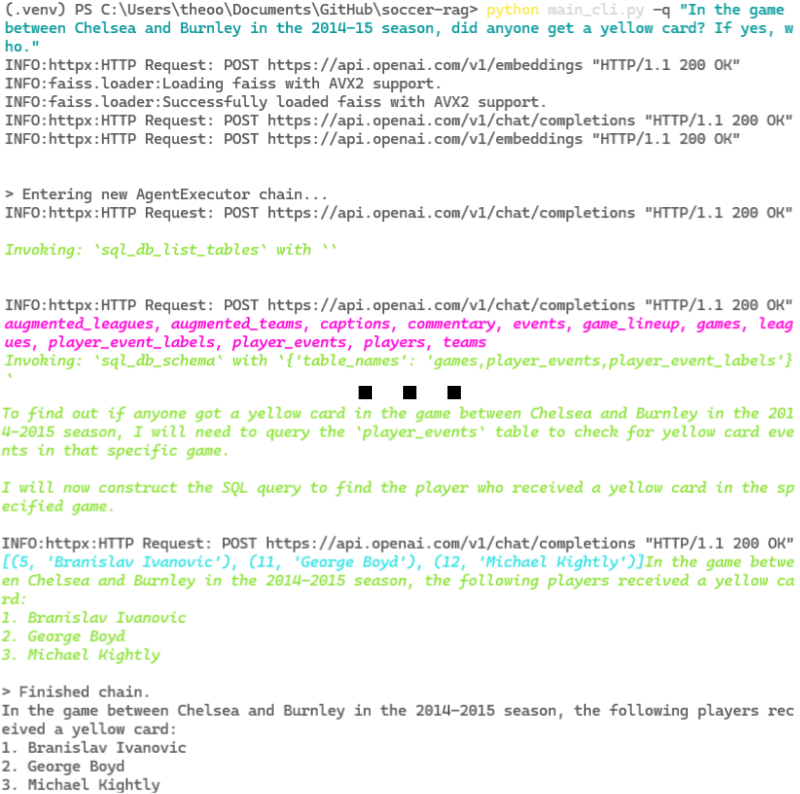 (.venv) PS C:\Users\theoo\Documents\GitHub\soccer-rag> python main_cli.py -q "In the game
between Chelsea and Burnley in the 2014-15 season, did anyone get a yellow card? If yes, w
ho."
INFO:httpx:HTTP Request: POST https://api.openai.com/v1/embeddings "HTTP/1.1 200 OK"
INFO:faiss.loader:Loading faiss with AVX2 support.
INFO:faiss.loader:Successfully loaded faiss with AVX2 support.
INFO:httpx:HTTP Request: POST https://api.openai.com/v1/chat/completions "HTTP/1.1 200 OK"
INFO:httpx:HTTP Request: POST https://api.openai.com/v1/embeddings "HTTP/1.1 200 OK"
> Entering new AgentExecutor chain...
INFO:httpx:HTTP Request: POST https://api.openai.com/v1/chat/completions "HTTP/1.1 200 OK"
Invoking: `sql_db_list_tables` with ``
INFO:httpx:HTTP Request: POST https://api.openai.com/v1/chat/completions "HTTP/1.1 200 OK"
augmented_leagues, augmented_teams, captions, commentary, events, game_lineup, games, leag
ues, player_event_labels, player_events, players, teams
Invoking: `sql_db_schema` with `{'table_names': 'games,player_events,player_event_labels'}
`
To find out if anyone got a yellow card in the game between Chelsea and Burnley in the 201
4-2015 season, I will need to query the `player_events` table to check for yellow card eve
nts in that specific game.
I will now construct the SQL query to find the player who received a yellow card in the sp
ecified game.
INFO:httpx:HTTP Request: POST https://api.openai.com/v1/chat/completions "HTTP/1.1 200 OK"
[(5, 'Branislav Ivanovic'), (11, 'George Boyd'), (12, 'Michael Kightly')]In the game betwe
en Chelsea and Burnley in the 2014-2015 season, the following players received a yellow ca
rd:
1. Branislav Ivanovic
2. George Boyd
3. Michael Kightly
> Finished chain.
In the game between Chelsea and Burnley in the 2014-2015 season, the following players rec
eived a yellow card:
1. Branislav Ivanovic
2. George Boyd
3. Michael Kightly